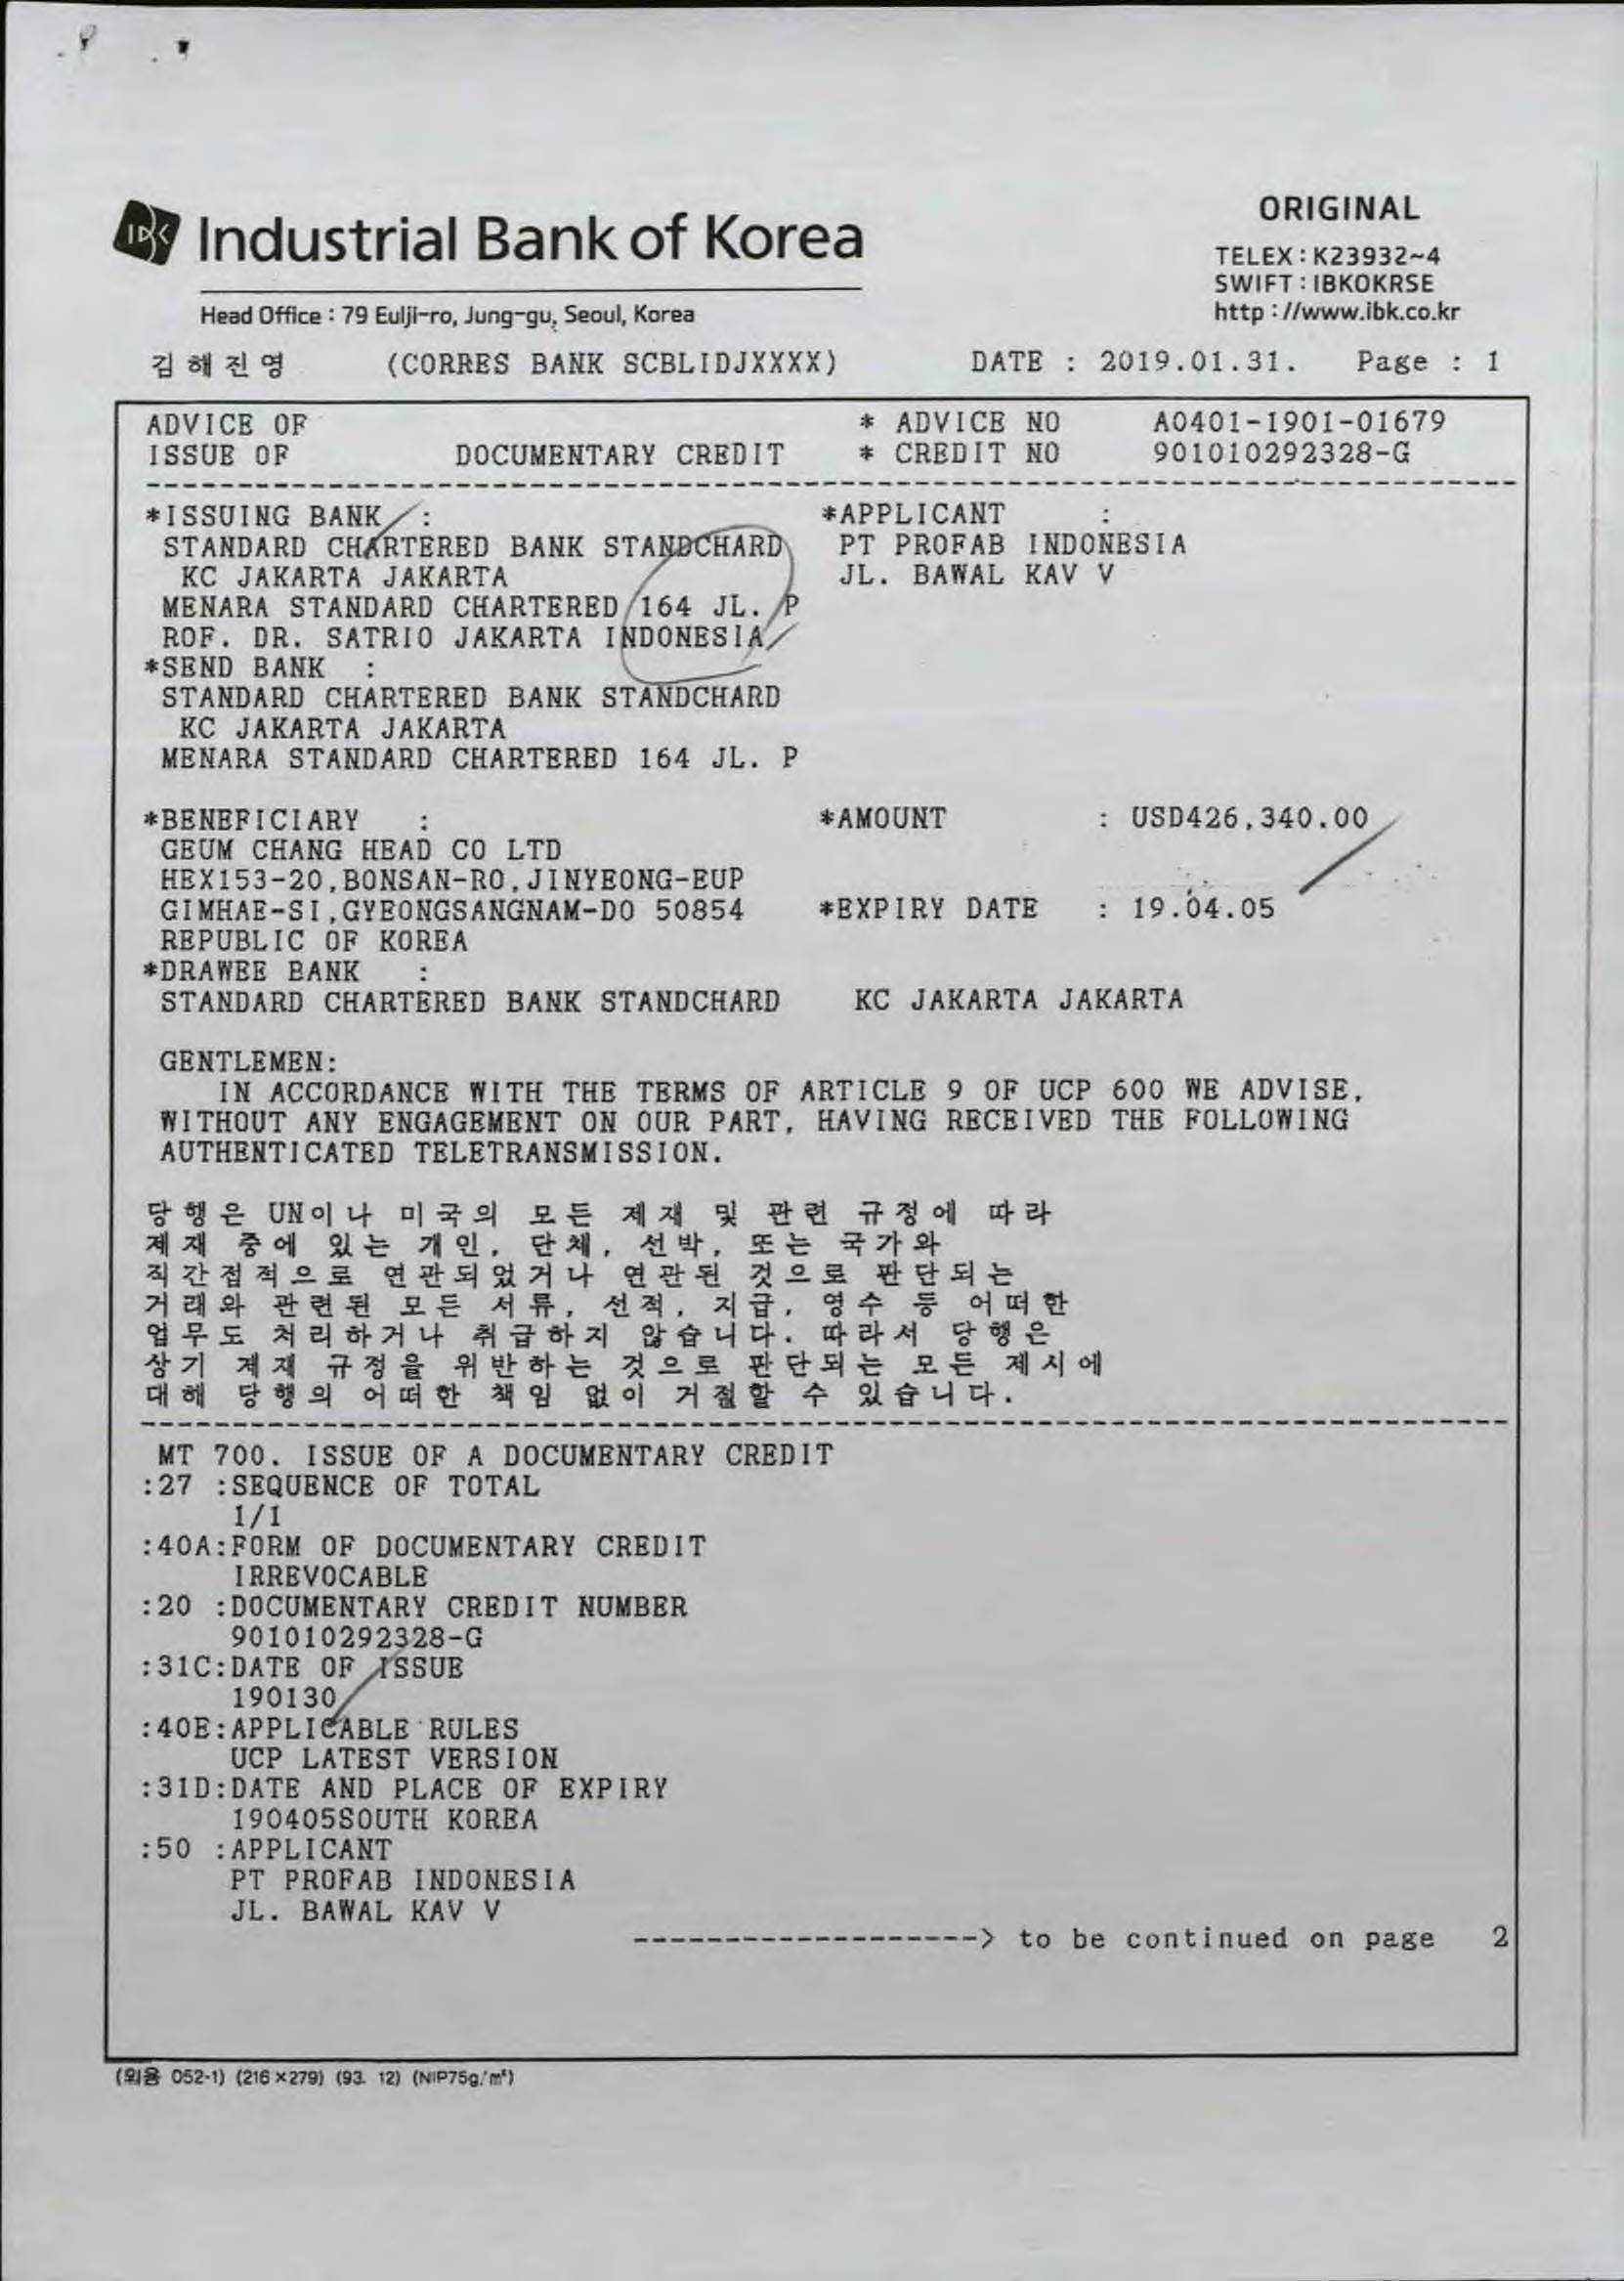 IBK Industrial Bank of Korea
ORIGINAL
TELEX : K23932~4
SWIFT : IBKOKRSE
http : //www.ibk.co.kr
Head Office : 79 Eulji-ro, Jung-gu, Seoul, Korea
김해진영 (CORRES BANK SCBLIDJXXXX) DATE : 2019.01.31. Page : 1
ADVICE OF * ADVICE NO A0401-1901-01679
ISSUE OF DOCUMENTARY CREDIT * CREDIT NO 901010292328-G
*ISSUING BANK : *APPLICANT :
STANDARD CHARTERED BANK STANDCHARD PT PROFAB INDONESIA
KC JAKARTA JAKARTA JL. BAWAL KAV V
MENARA STANDARD CHARTERED 164 JL. P
ROF. DR. SATRIO JAKARTA INDONESIA
*SEND BANK :
STANDARD CHARTERED BANK STANDCHARD
KC JAKARTA JAKARTA
MENARA STANDARD CHARTERED 164 JL. P
*BENEFICIARY : *AMOUNT : USD426,340.00
GEUM CHANG HEAD CO LTD
HEX153-20,BONSAN-RO,JINYEONG-EUP
GIMHAE-SI,GYEONGSANGNAM-DO 50854 *EXPIRY DATE : 19.04.05
REPUBLIC OF KOREA
*DRAWEE BANK :
STANDARD CHARTERED BANK STANDCHARD KC JAKARTA JAKARTA
GENTLEMEN:
IN ACCORDANCE WITH THE TERMS OF ARTICLE 9 OF UCP 600 WE ADVISE,
WITHOUT ANY ENGAGEMENT ON OUR PART, HAVING RECEIVED THE FOLLOWING
AUTHENTICATED TELETRANSMISSION.
당행은 UN이나 미국의 모든 제재 및 관련 규정에 따라
제재 중에 있는 개인, 단체, 선박, 또는 국가와
직간접적으로 연관되었거나 연관된 것으로 판단되는
거래와 관련된 모든 서류, 선적, 지급, 영수 등 어떠한
업무도 처리하거나 취급하지 않습니다. 따라서 당행은
상기 제재 규정을 위반하는 것으로 판단되는 모든 제시에
대해 당행의 어떠한 책임 없이 거절할 수 있습니다.
MT 700. ISSUE OF A DOCUMENTARY CREDIT
:27 :SEQUENCE OF TOTAL
1/1
:40A:FORM OF DOCUMENTARY CREDIT
IRREVOCABLE
:20 :DOCUMENTARY CREDIT NUMBER
901010292328-G
:31C:DATE OF ISSUE
190130
:40E:APPLICABLE RULES
UCP LATEST VERSION
:31D:DATE AND PLACE OF EXPIRY
190405SOUTH KOREA
:50 :APPLICANT
PT PROFAB INDONESIA
JL. BAWAL KAV V
-------------------> to be continued on page 2
(외용 052-1) (216×279) (93. 12) (NIP75g/m²)